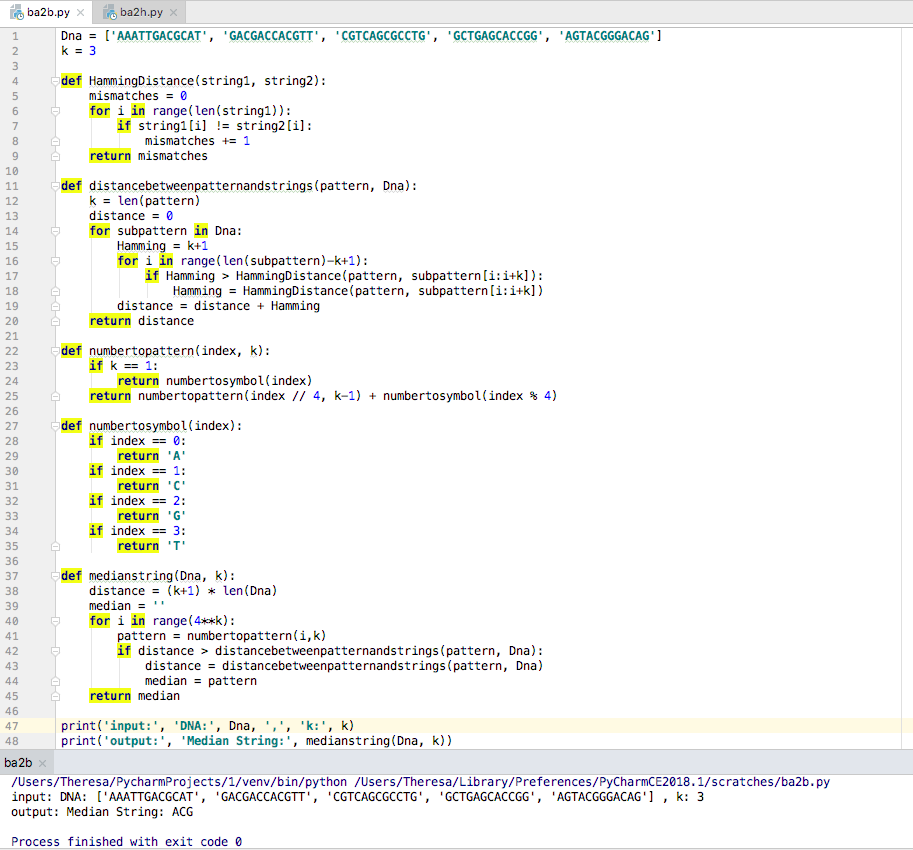 ba2b.py ba2h.py
1 Dna = ['AAATTGACGCAT', 'GACGACCACGTT', 'CGTCAGCGCCTG', 'GCTGAGCACCGG', 'AGTACGGGACAG']
2 k = 3
3
4 def HammingDistance(string1, string2):
5     mismatches = 0
6     for i in range(len(string1)):
7         if string1[i] != string2[i]:
8             mismatches += 1
9     return mismatches
10
11 def distancebetweenpatternandstrings(pattern, Dna):
12     k = len(pattern)
13     distance = 0
14     for subpattern in Dna:
15         Hamming = k+1
16         for i in range(len(subpattern)-k+1):
17             if Hamming > HammingDistance(pattern, subpattern[i:i+k]):
18                 Hamming = HammingDistance(pattern, subpattern[i:i+k])
19         distance = distance + Hamming
20     return distance
21
22 def numbertopattern(index, k):
23     if k == 1:
24         return numbertosymbol(index)
25     return numbertopattern(index // 4, k-1) + numbertosymbol(index % 4)
26
27 def numbertosymbol(index):
28     if index == 0:
29         return 'A'
30     if index == 1:
31         return 'C'
32     if index == 2:
33         return 'G'
34     if index == 3:
35         return 'T'
36
37 def medianstring(Dna, k):
38     distance = (k+1) * len(Dna)
39     median = ''
40     for i in range(4**k):
41         pattern = numbertopattern(i,k)
42         if distance > distancebetweenpatternandstrings(pattern, Dna):
43             distance = distancebetweenpatternandstrings(pattern, Dna)
44             median = pattern
45     return median
46
47 print('input:', 'DNA:', Dna, ',', 'k:', k)
48 print('output:', 'Median String:', medianstring(Dna, k))
ba2b
/Users/Theresa/PycharmProjects/1/venv/bin/python /Users/Theresa/Library/Preferences/PyCharmCE2018.1/scratches/ba2b.py
input: DNA: ['AAATTGACGCAT', 'GACGACCACGTT', 'CGTCAGCGCCTG', 'GCTGAGCACCGG', 'AGTACGGGACAG'] , k: 3
output: Median String: ACG
Process finished with exit code 0